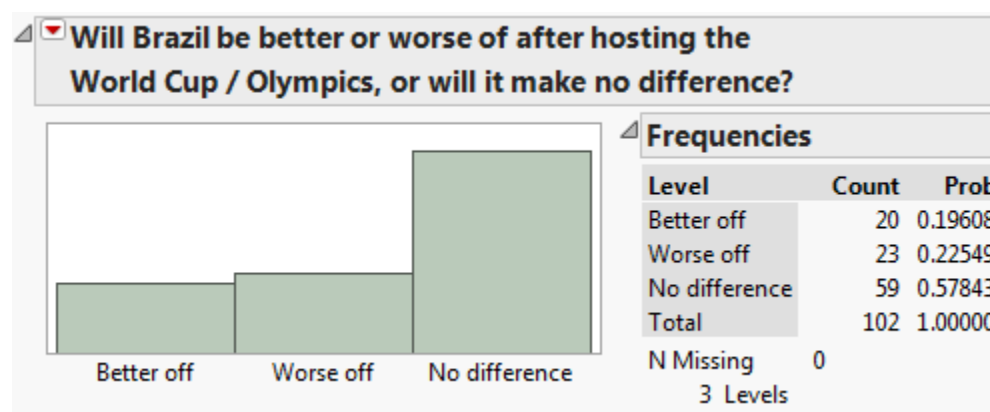 Will Brazil be better or worse of after hosting the
World Cup / Olympics, or will it make no difference?
Better off Worse off No difference
Frequencies
Level Count Prob
Better off 20 0.19608
Worse off 23 0.22549
No difference 59 0.57843
Total 102 1.00000
N Missing 0
3 Levels